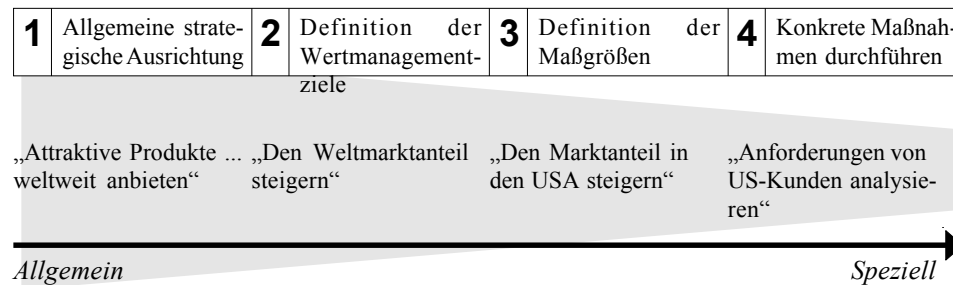 1 Allgemeine strate-
gische Ausrichtung
2 Definition der
Wertmanagement-
ziele
3 Definition der
Maßgrößen
4 Konkrete Maßnah-
men durchführen
„Attraktive Produkte ...
weltweit anbieten“
„Den Weltmarktanteil
steigern“
„Den Marktanteil in
den USA steigern“
„Anforderungen von
US-Kunden analysie-
ren“
Allgemein
Speziell